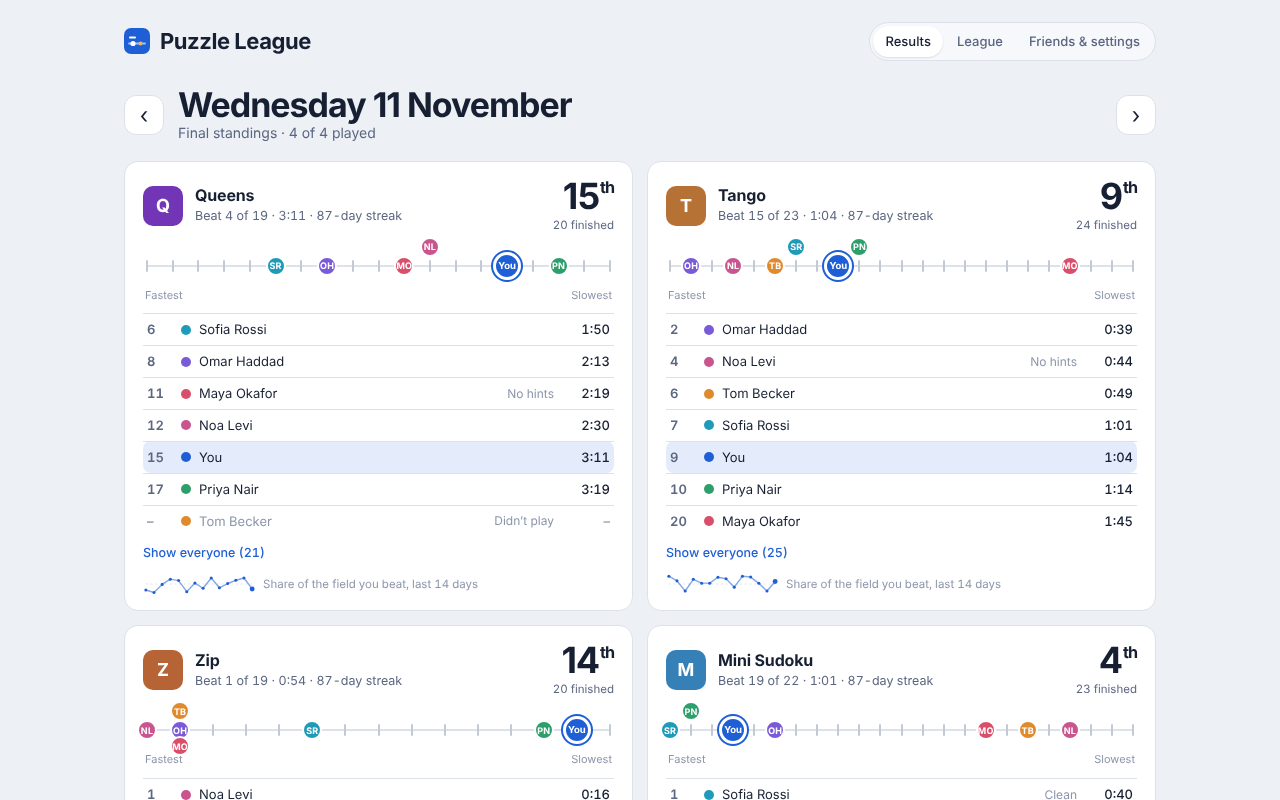 Puzzle League
Results League Friends & settings
Wednesday 11 November
Final standings · 4 of 4 played
Q
Queens
Beat 4 of 19 · 3:11 · 87-day streak
15th
20 finished
SR OH MO NL You PN
Fastest Slowest
6 Sofia Rossi 1:50
8 Omar Haddad 2:13
11 Maya Okafor No hints 2:19
12 Noa Levi 2:30
15 You 3:11
17 Priya Nair 3:19
– Tom Becker Didn't play –
Show everyone (21)
Share of the field you beat, last 14 days
T
Tango
Beat 15 of 23 · 1:04 · 87-day streak
9th
24 finished
OH NL TB SR You PN MO
Fastest Slowest
2 Omar Haddad 0:39
4 Noa Levi No hints 0:44
6 Tom Becker 0:49
7 Sofia Rossi 1:01
9 You 1:04
10 Priya Nair 1:14
20 Maya Okafor 1:45
Show everyone (25)
Share of the field you beat, last 14 days
Z
Zip
Beat 1 of 19 · 0:54 · 87-day streak
14th
20 finished
NL TB OH MO SR PN You
Fastest Slowest
1 Noa Levi 0:16
M
Mini Sudoku
Beat 19 of 22 · 1:01 · 87-day streak
4th
23 finished
SR PN You OH MO TB NL
Fastest Slowest
1 Sofia Rossi Clean 0:40